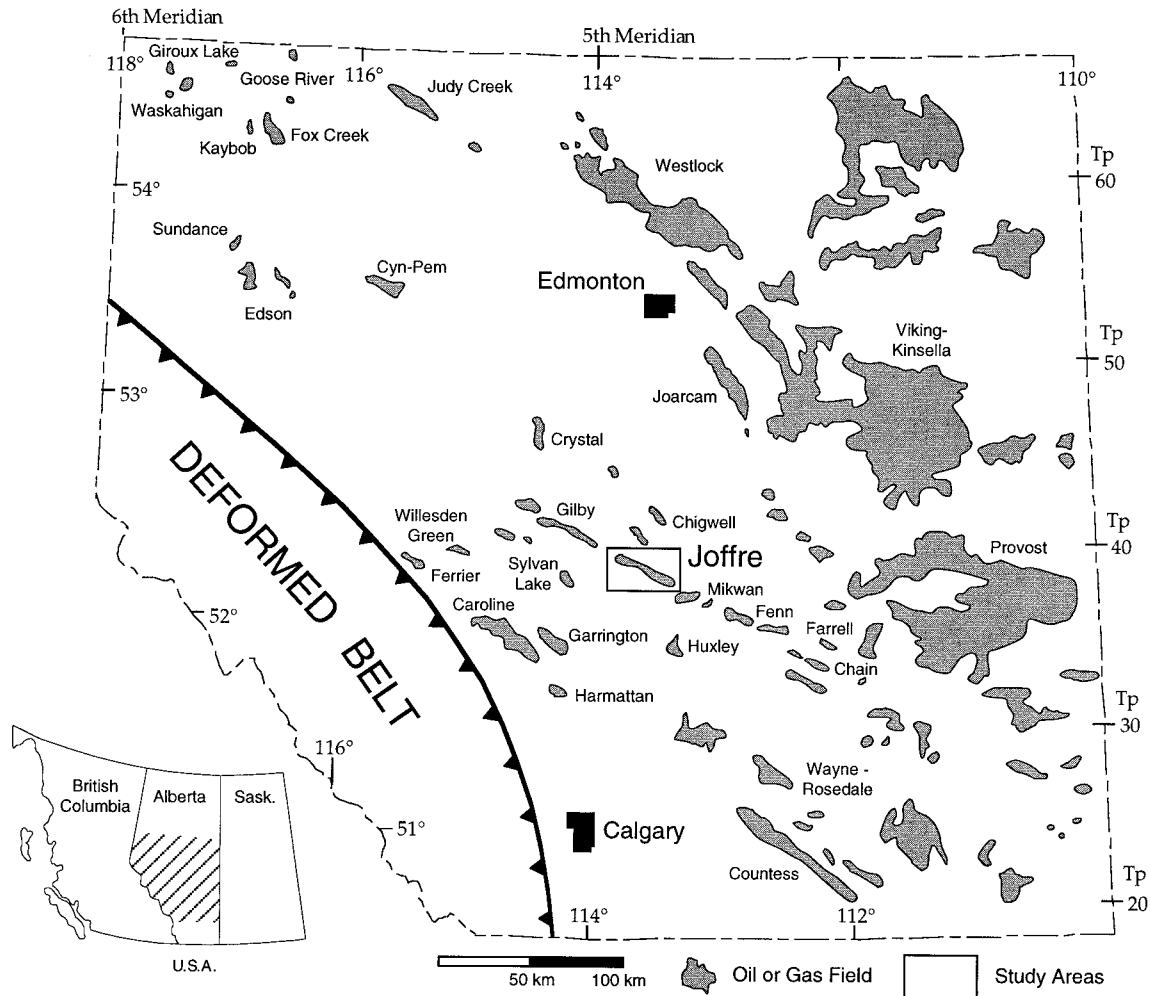 6th Meridian
5th Meridian
118°
116°
114°
110°
Giroux Lake
Goose River
Judy Creek
Waskahigan
Kaybob
Fox Creek
Westlock
Tp
60
54°
Sundance
Cyn-Pem
Edson
Edmonton
Viking-
Kinsella
Tp
50
53°
Joarcam
Crystal
DEFORMED BELT
Willesden
Green
Gilby
Chigwell
Tp
40
Provost
Joffre
Ferrier
Sylvan
Lake
Mikwan
Fenn
Farrell
52°
Caroline
Garrington
Huxley
Chain
Harmattan
Tp
30
116°
British
Columbia
Alberta
Sask.
Wayne -
Rosedale
51°
Calgary
Countess
Tp
20
114°
112°
U.S.A.
50 km
100 km
Oil or Gas Field
Study Areas